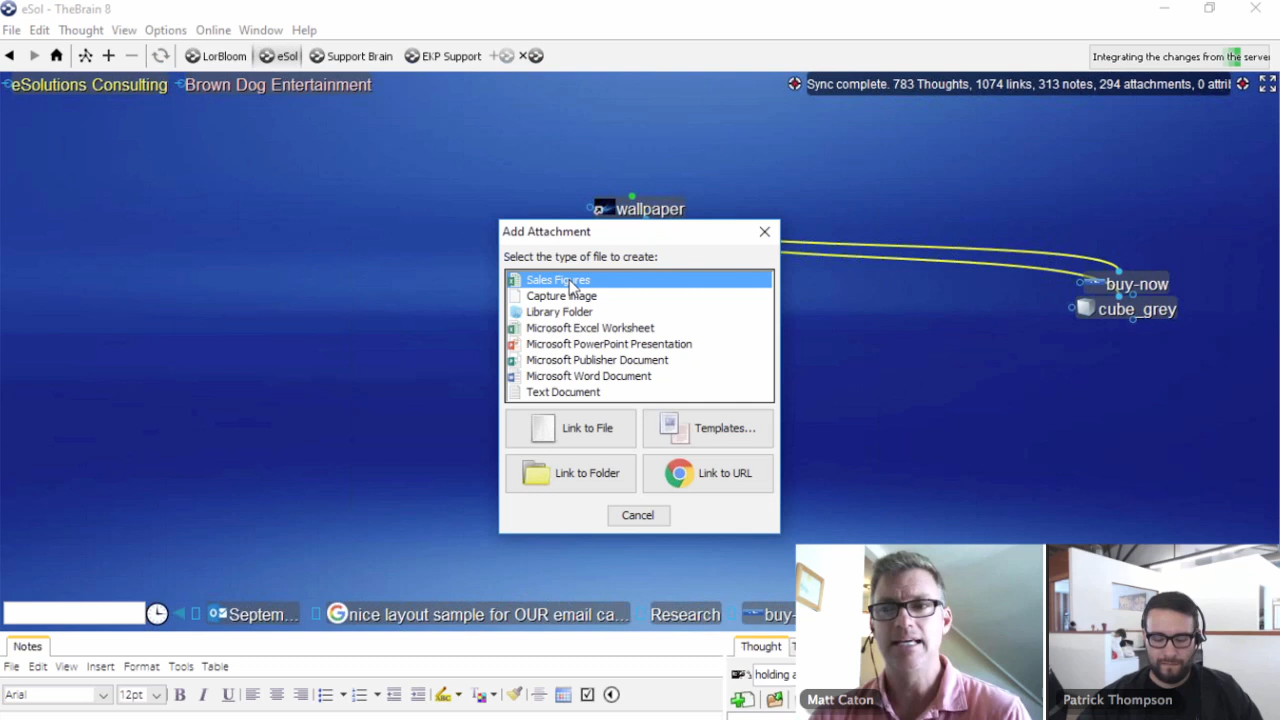 eSol - TheBrain 8
File Edit Thought View Options Online Window Help
LorBloom eSol Support Brain EKP Support Integrating the changes from the serve
eSolutions Consulting Brown Dog Entertainment Sync complete. 783 Thoughts, 1074 links, 313 notes, 294 attachments, 0 attri
wallpaper
Add Attachment
Select the type of file to create:
Sales Figures
Capture Image
Library Folder
Microsoft Excel Worksheet
Microsoft PowerPoint Presentation
Microsoft Publisher Document
Microsoft Word Document
Text Document
Link to File Templates...
Link to Folder Link to URL
Cancel
buy-now
cube_grey
Septem... nice layout sample for OUR email ca... Research buy-
Notes
File Edit View Insert Format Tools Table
Arial 12pt B I U
Thought
holding a
Matt Caton
Patrick Thompson